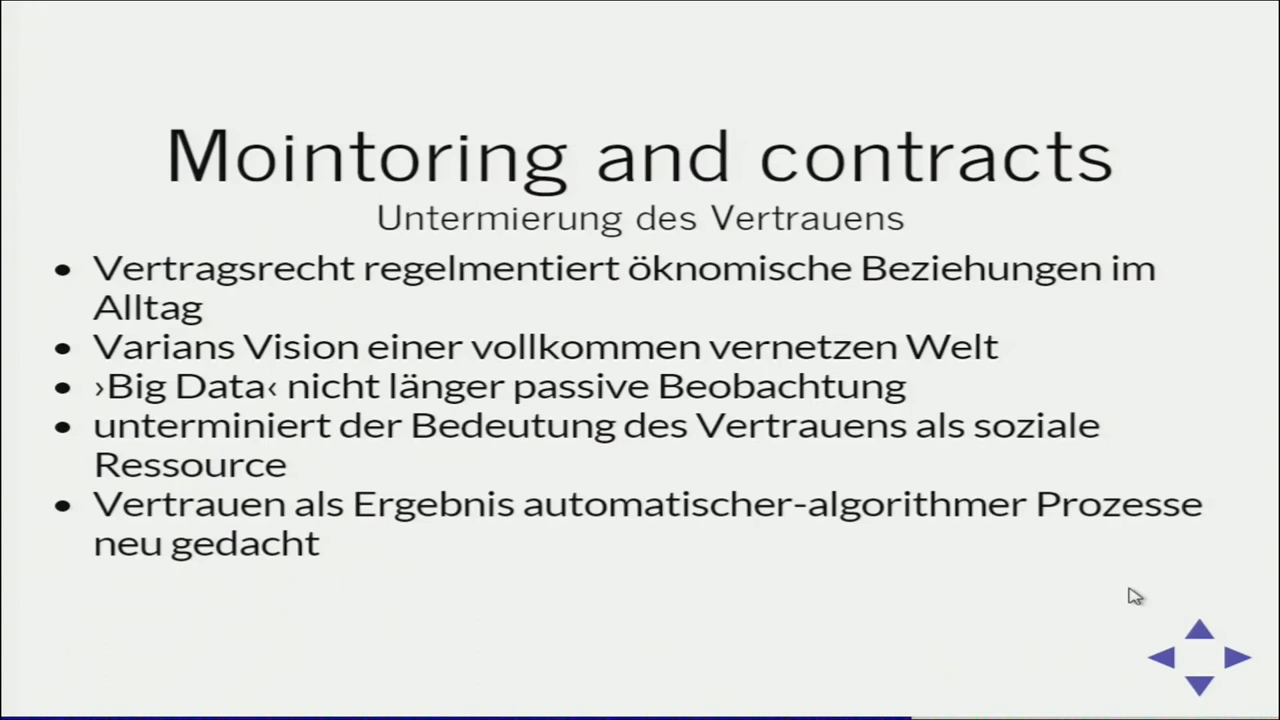 Mointoring and contracts
Untermierung des Vertrauens
• Vertragsrecht regelmentiert öknomische Beziehungen im
Alltag
• Varians Vision einer vollkommen vernetzen Welt
• ›Big Data‹ nicht länger passive Beobachtung
• unterminiert der Bedeutung des Vertrauens als soziale
Ressource
• Vertrauen als Ergebnis automatischer-algorithmer Prozesse
neu gedacht